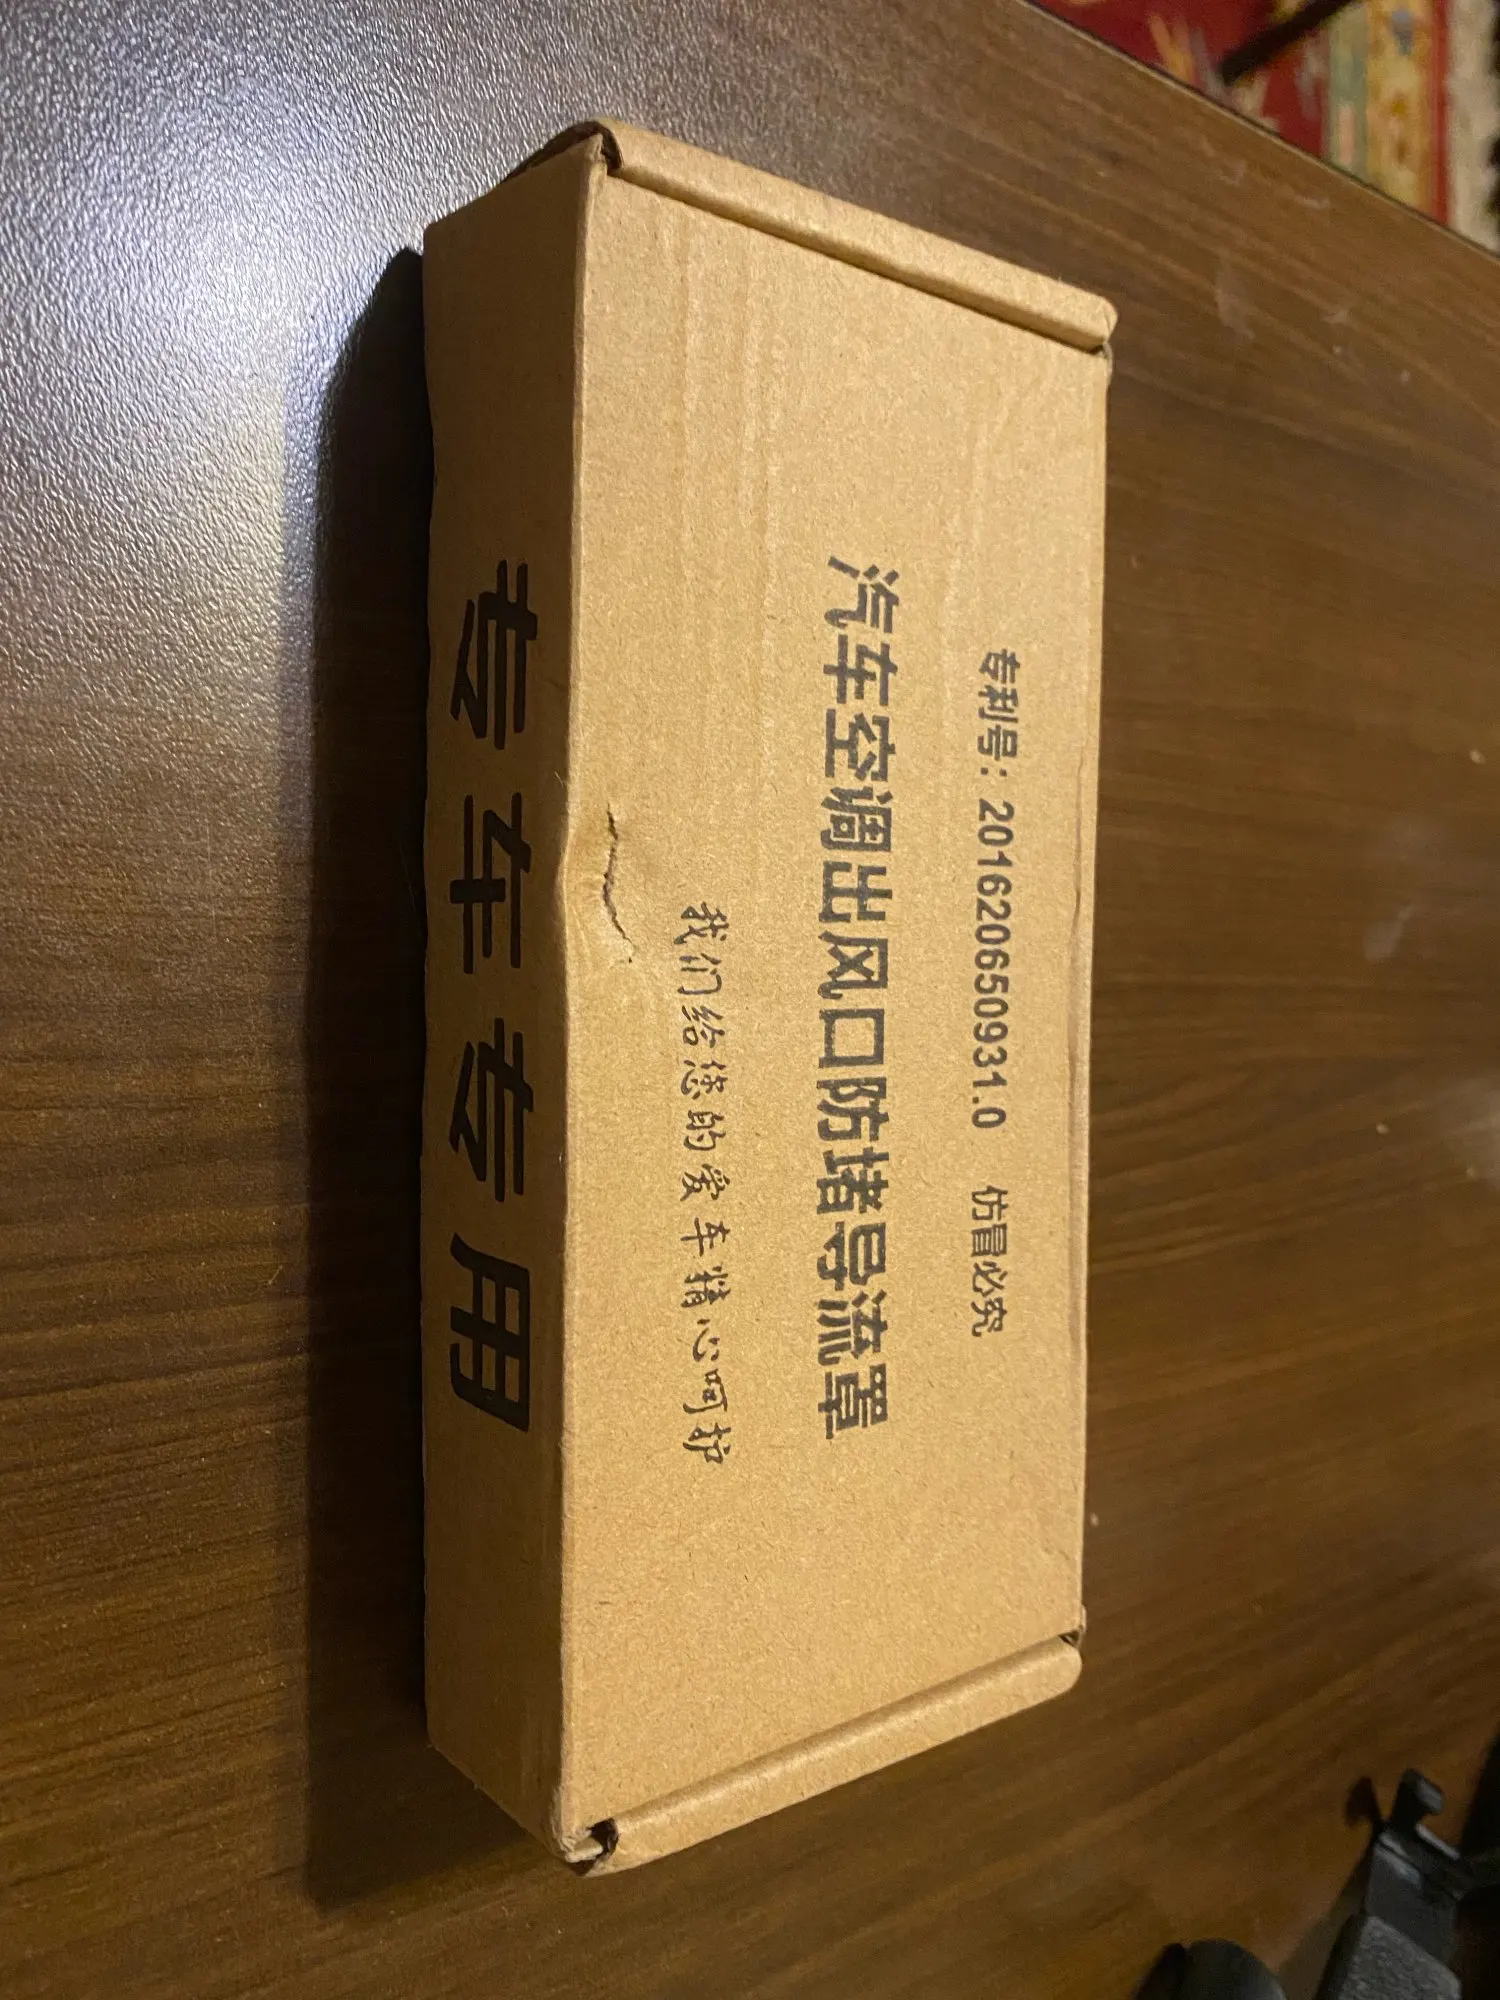 专利号：201620650931.0 仿冒必究
汽车空调出风口防堵导流罩
我们给您的爱车精心呵护
专车专用